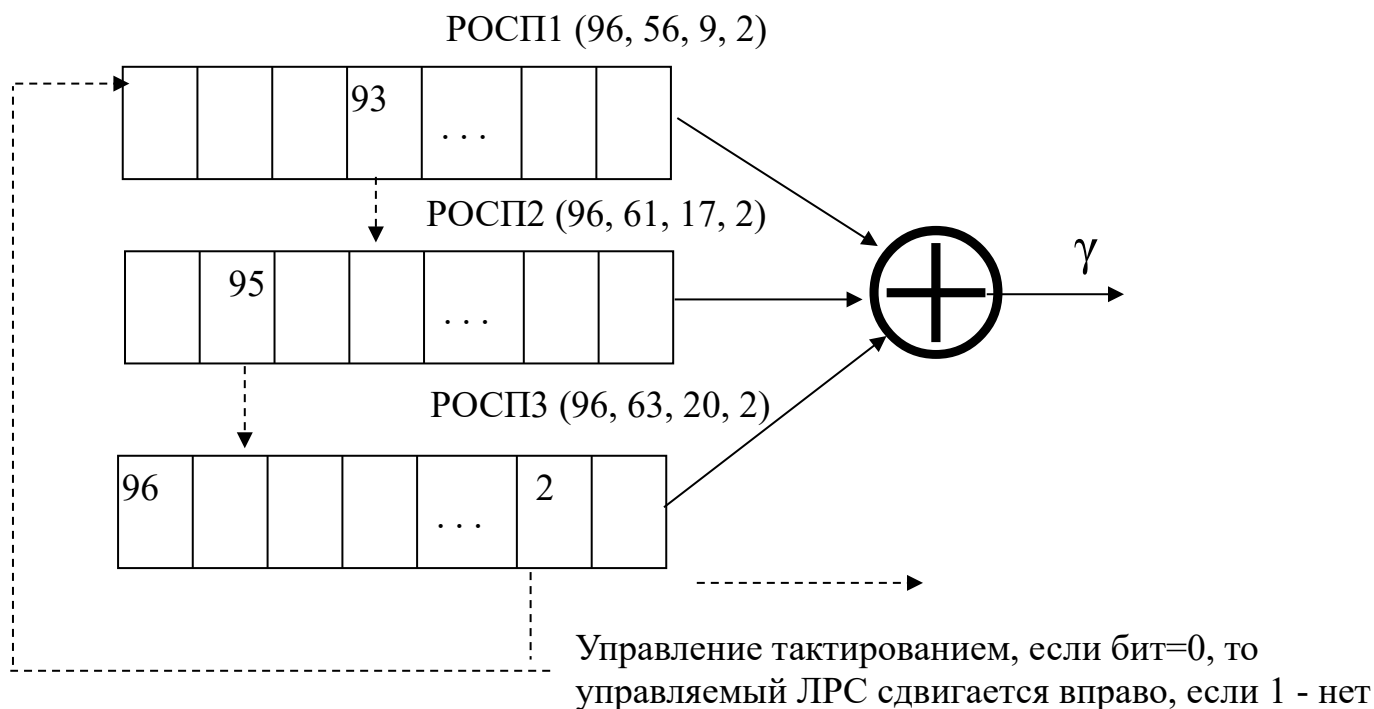 РОСП1 (96, 56, 9, 2)
93
. . .
РОСП2 (96, 61, 17, 2)
95
. . .
γ
РОСП3 (96, 63, 20, 2)
96
. . .
2
Управление тактированием, если бит=0, то
управляемый ЛРС сдвигается вправо, если 1 - нет